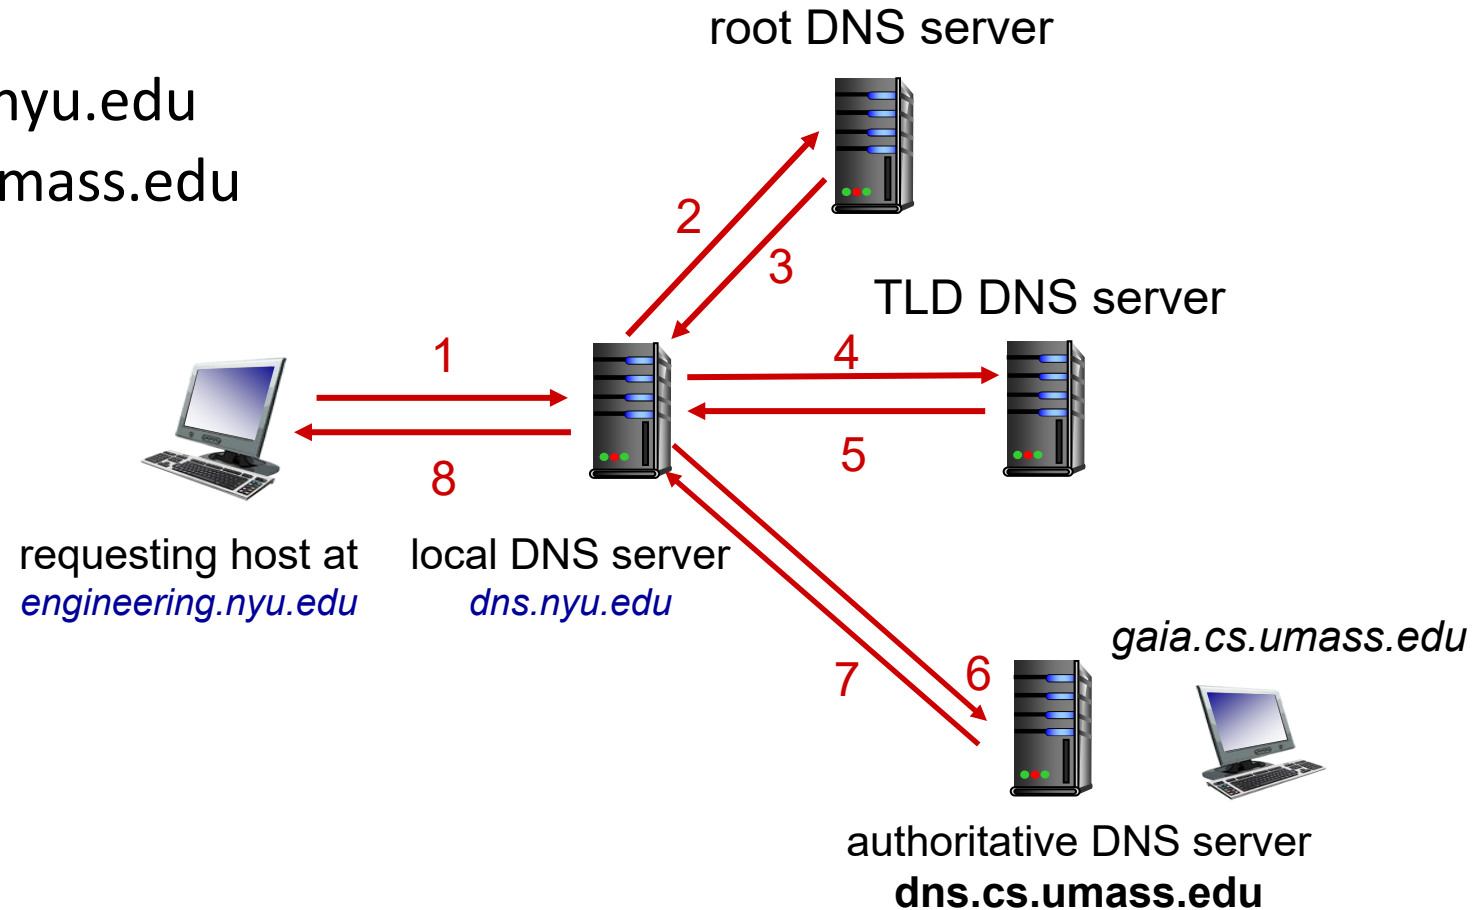 root DNS server
nyu.edu
mass.edu
2
3
TLD DNS server
1
4
5
8
requesting host at
engineering.nyu.edu
local DNS server
dns.nyu.edu
gaia.cs.umass.edu
7
6
authoritative DNS server
dns.cs.umass.edu